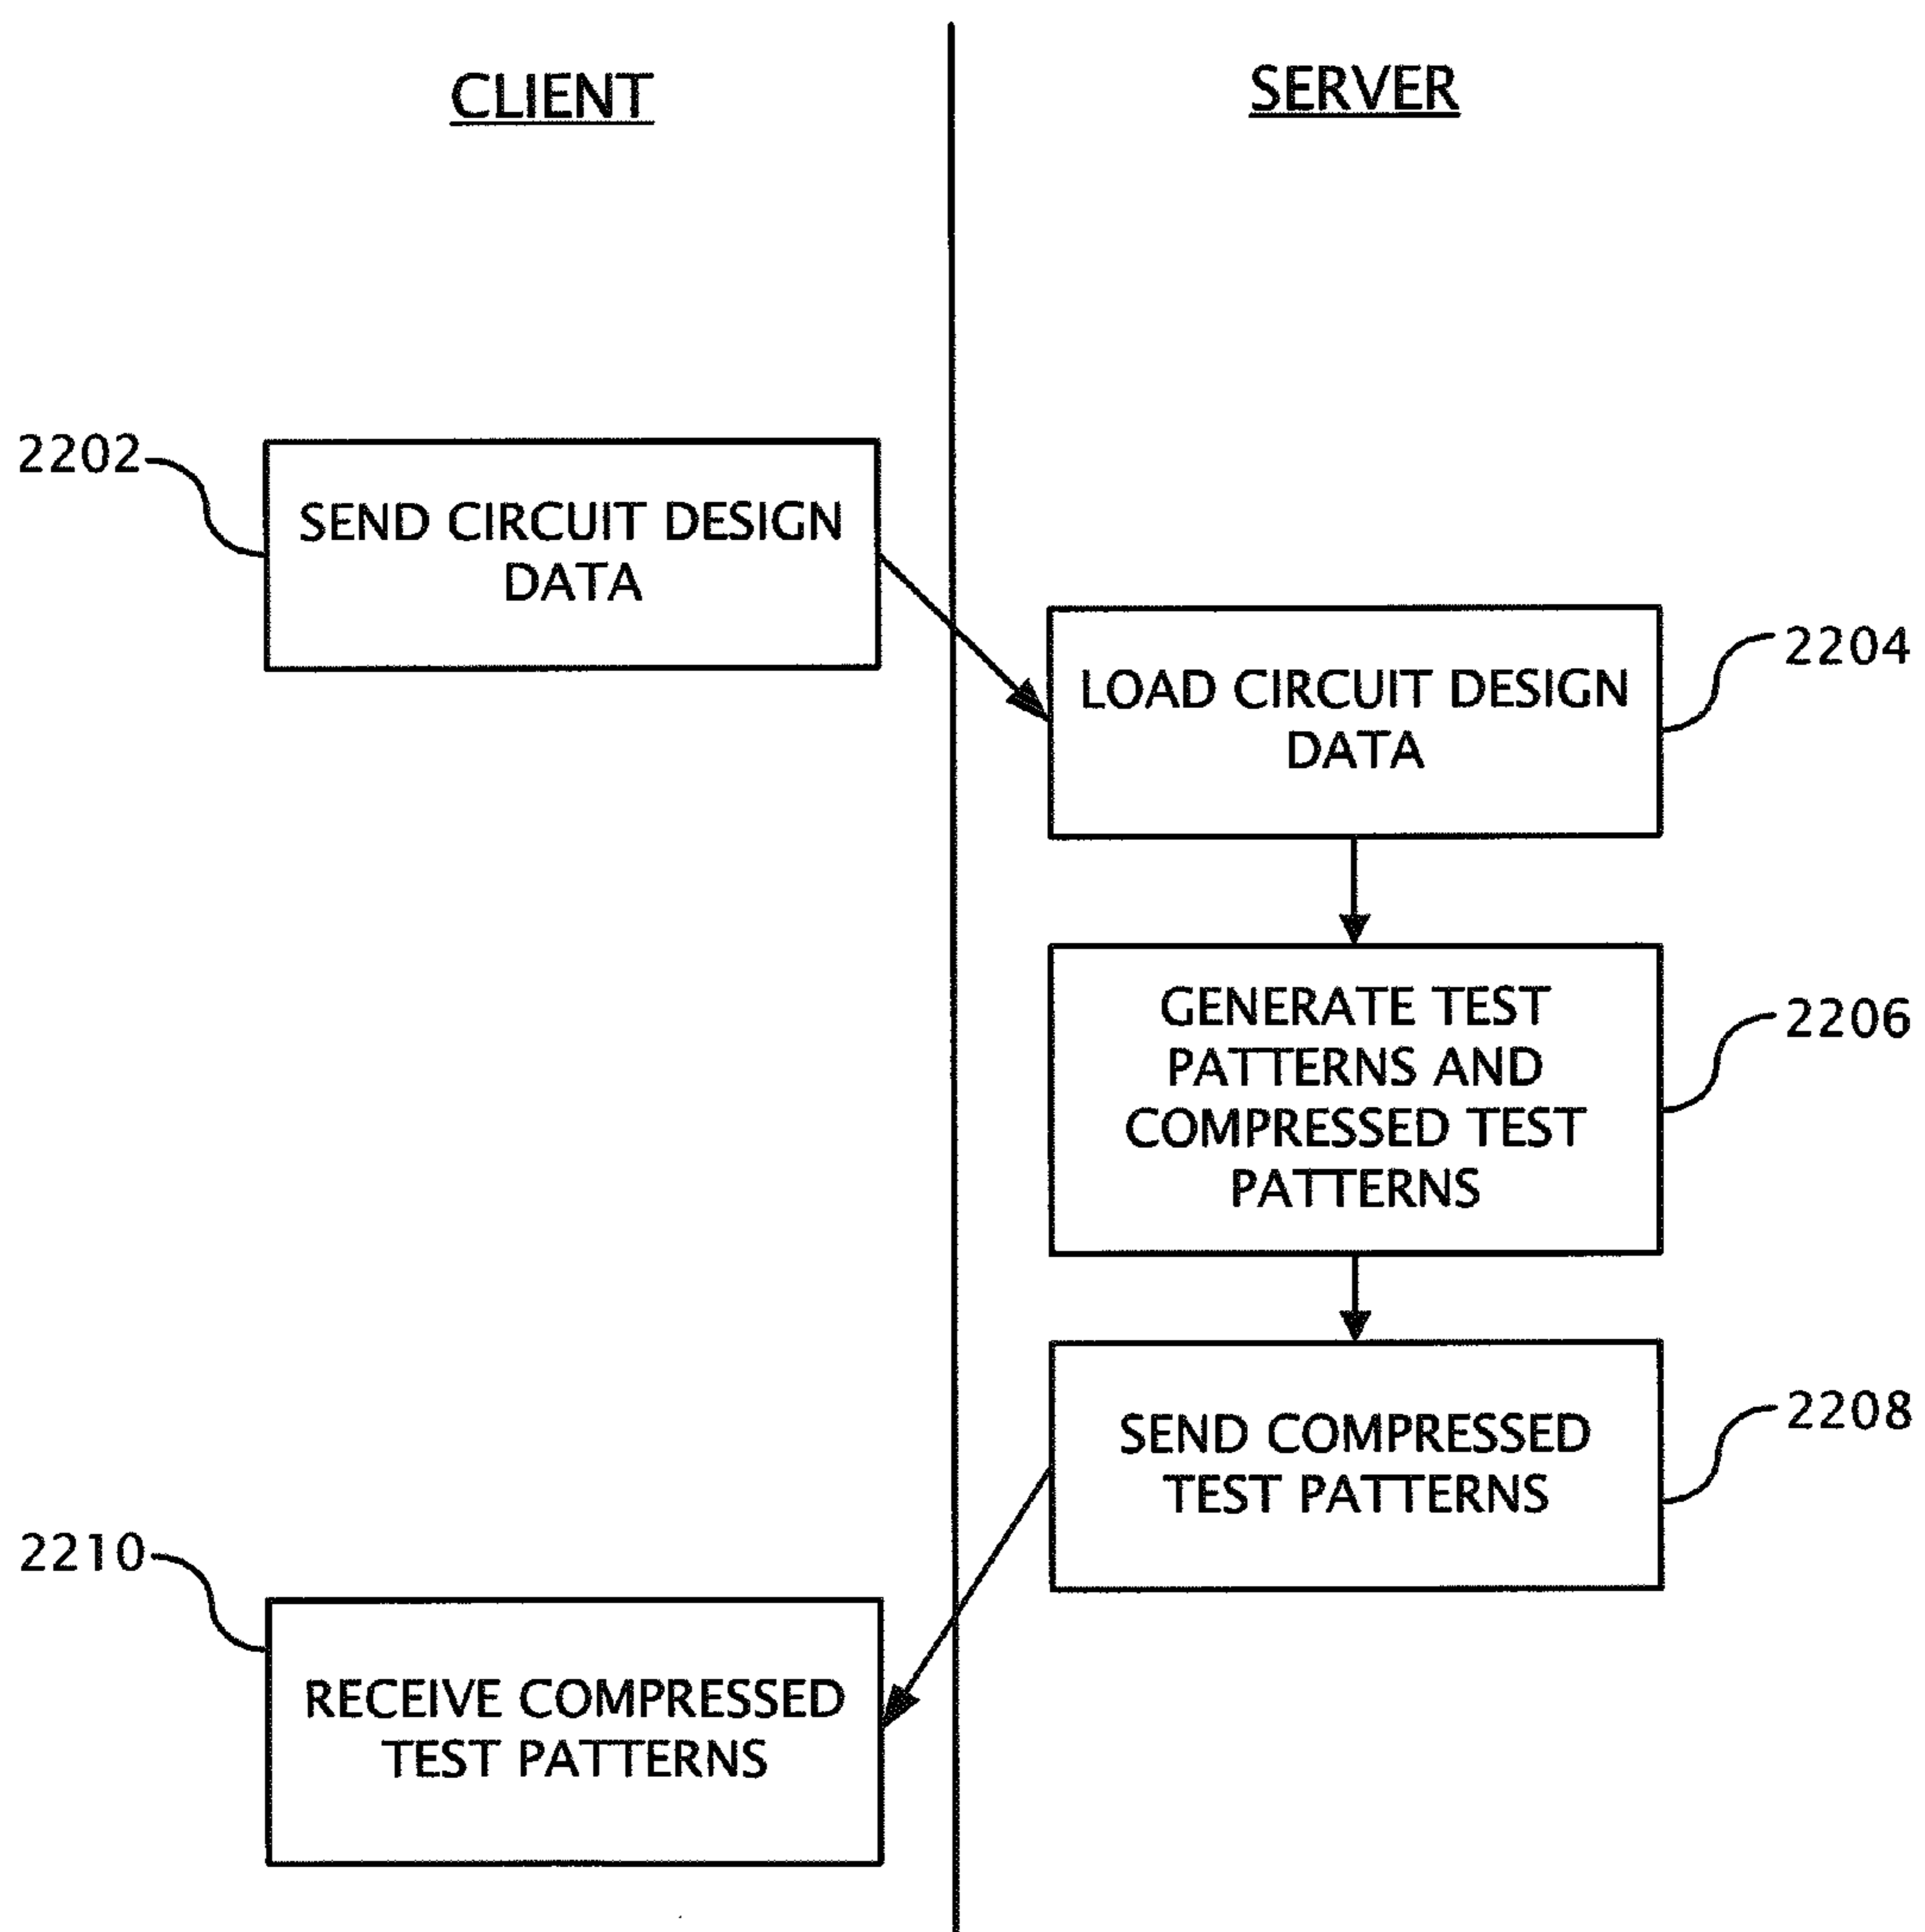 CLIENT
SERVER
2202
SEND CIRCUIT DESIGN
DATA
2204
LOAD CIRCUIT DESIGN
DATA
2206
GENERATE TEST
PATTERNS AND
COMPRESSED TEST
PATTERNS
2208
SEND COMPRESSED
TEST PATTERNS
2210
RECEIVE COMPRESSED
TEST PATTERNS